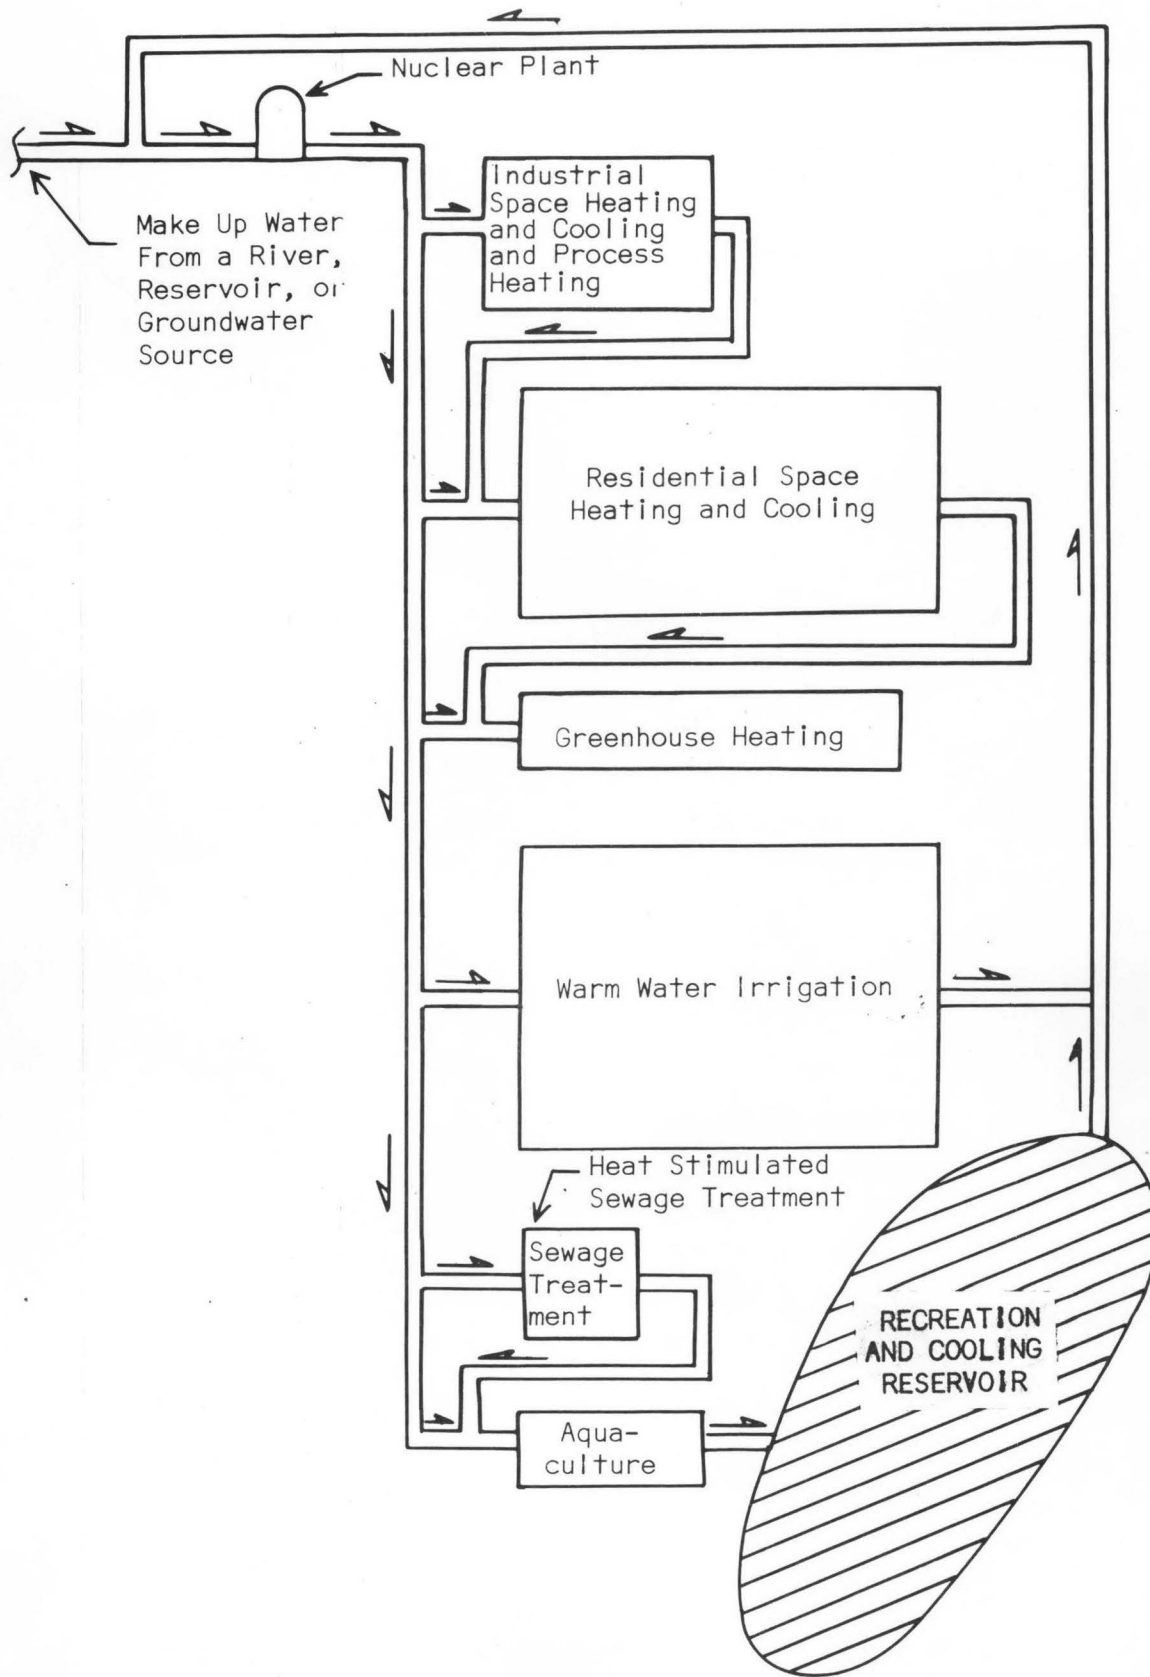 Nuclear Plant
Make Up Water
From a River,
Reservoir, or
Groundwater
Source
Industrial
Space Heating
and Cooling
and Process
Heating
Residential Space
Heating and Cooling
Greenhouse Heating
Warm Water Irrigation
Heat Stimulated
Sewage Treatment
Sewage
Treat-
ment
Aqua-
culture
RECREATION
AND COOLING
RESERVOIR